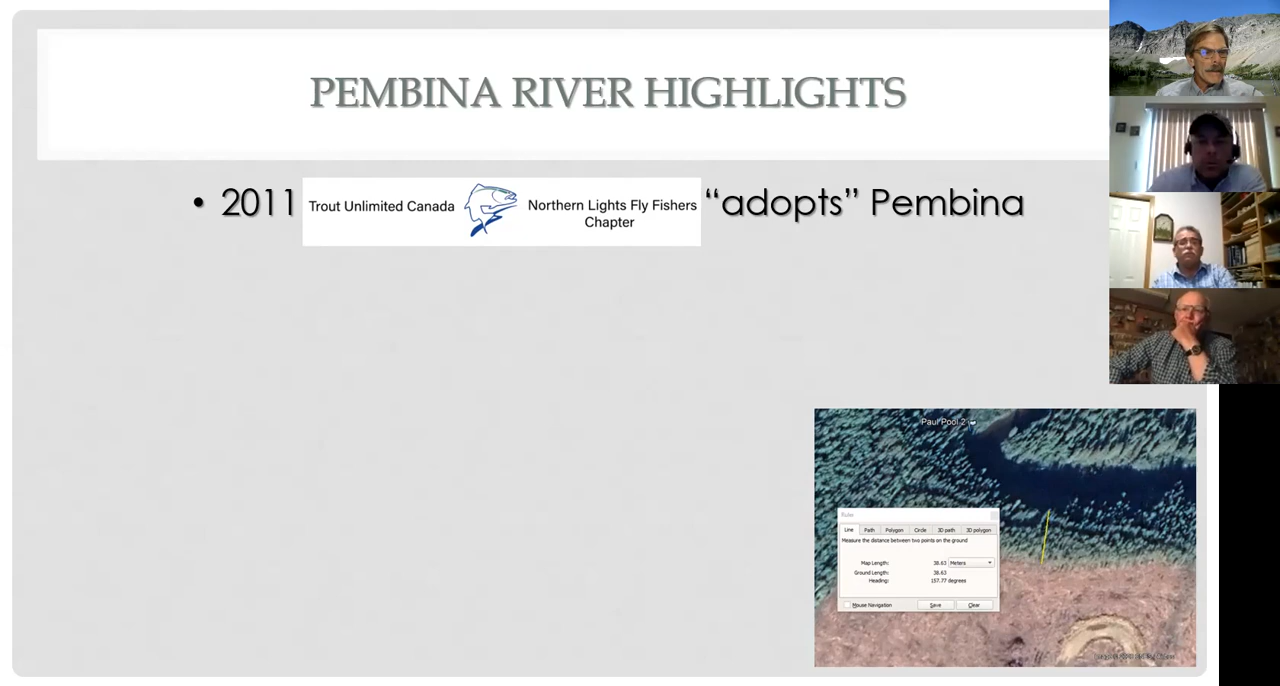 PEMBINA RIVER HIGHLIGHTS
• 2011 Trout Unlimited Canada Northern Lights Fly Fishers Chapter “adopts” Pembina
Paul Pool 2
Ruler
Line Path Polygon Circle 3D path 3D polygon
Measure the distance between two points on the ground
Map Length: 38.63 Meters
Ground Length: 38.63
Heading: 157.77 degrees
Mouse Navigation Save Clear